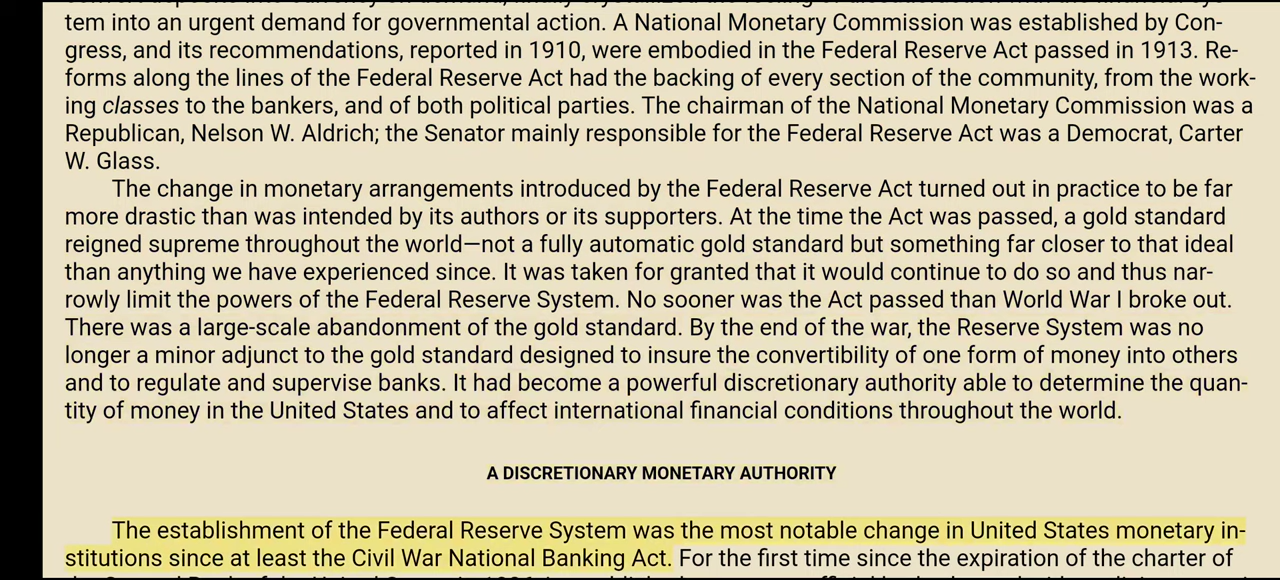 tem into an urgent demand for governmental action. A National Monetary Commission was established by Con-
gress, and its recommendations, reported in 1910, were embodied in the Federal Reserve Act passed in 1913. Re-
forms along the lines of the Federal Reserve Act had the backing of every section of the community, from the work-
ing classes to the bankers, and of both political parties. The chairman of the National Monetary Commission was a
Republican, Nelson W. Aldrich; the Senator mainly responsible for the Federal Reserve Act was a Democrat, Carter
W. Glass.
The change in monetary arrangements introduced by the Federal Reserve Act turned out in practice to be far
more drastic than was intended by its authors or its supporters. At the time the Act was passed, a gold standard
reigned supreme throughout the world—not a fully automatic gold standard but something far closer to that ideal
than anything we have experienced since. It was taken for granted that it would continue to do so and thus nar-
rowly limit the powers of the Federal Reserve System. No sooner was the Act passed than World War I broke out.
There was a large-scale abandonment of the gold standard. By the end of the war, the Reserve System was no
longer a minor adjunct to the gold standard designed to insure the convertibility of one form of money into others
and to regulate and supervise banks. It had become a powerful discretionary authority able to determine the quan-
tity of money in the United States and to affect international financial conditions throughout the world.
A DISCRETIONARY MONETARY AUTHORITY
The establishment of the Federal Reserve System was the most notable change in United States monetary in-
stitutions since at least the Civil War National Banking Act. For the first time since the expiration of the charter of